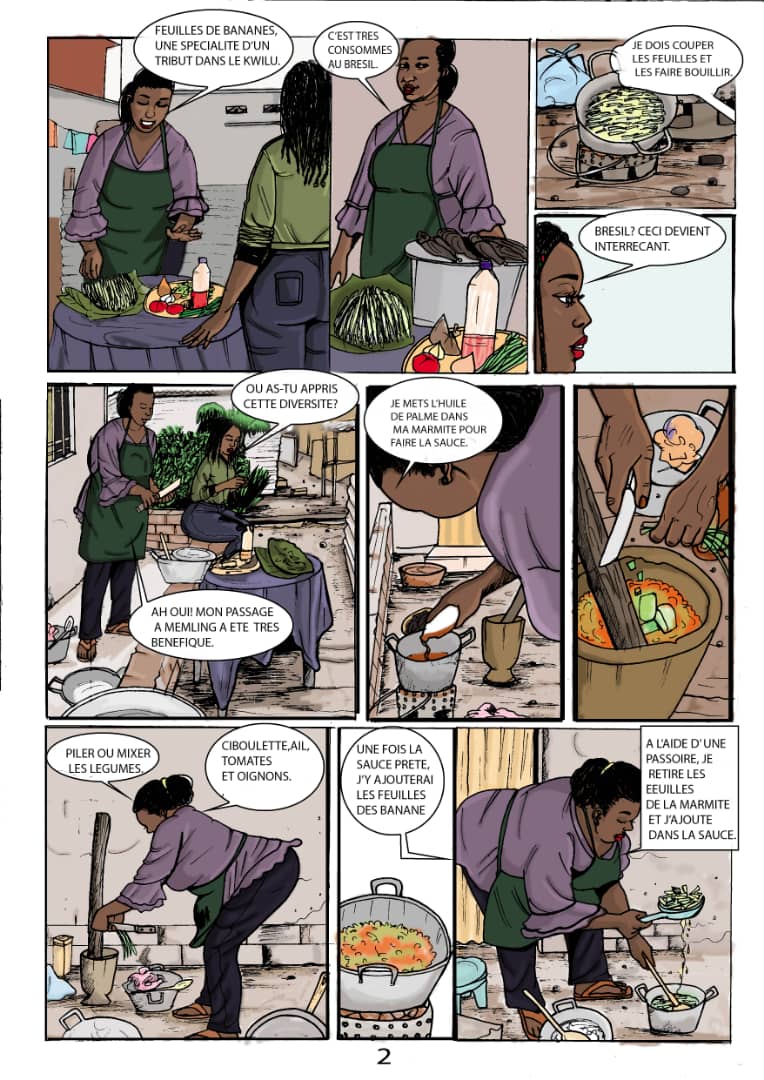 FEUILLES DE BANANES,
UNE SPECIALITE D'UN
TRIBUT DANS LE KWILU.
C'EST TRES
CONSOMMES
AU BRESIL.
JE DOIS COUPER
LES FEUILLES ET
LES FAIRE BOUILLIR.
BRESIL? CECI DEVIENT
INTERRECANT.
OU AS-TU APPRIS
CETTE DIVERSITE?
AH OUI! MON PASSAGE
A MEMLING A ETE TRES
BENEFIQUE.
JE METS L'HUILE
DE PALME DANS
MA MARMITE POUR
FAIRE LA SAUCE.
PILER OU MIXER
LES LEGUMES.
CIBOULETTE,AIL,
TOMATES
ET OIGNONS.
UNE FOIS LA
SAUCE PRETE,
J'Y AJOUTERAI
LES FEUILLES
DES BANANE
A L'AIDE D'UNE
PASSOIRE, JE
RETIRE LES
EEUILLES
DE LA MARMITE
ET J'AJOUTE
DANS LA SAUCE.
2